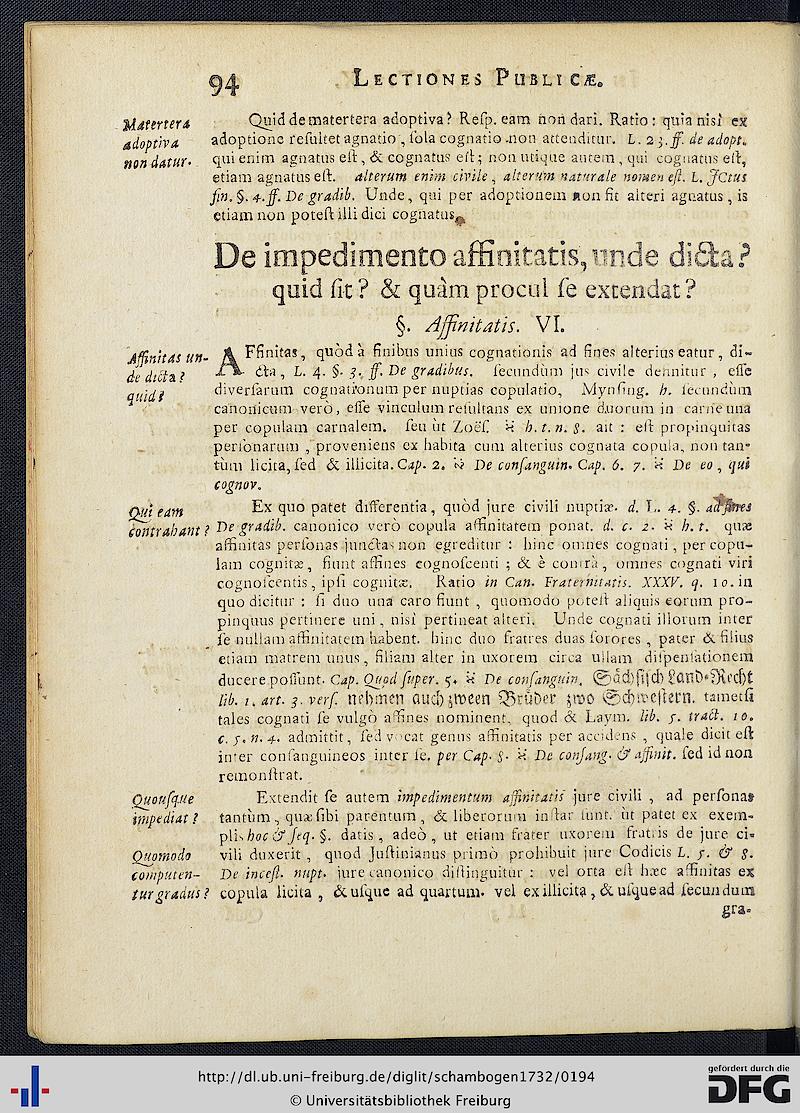 94 LECTIONES PUBLICÆ.
Matertera
adoptiva
non datur.
Quid de matertera adoptiva? Reſp. eam non dari. Ratio: quia nisì ex
adoptione reſultet agnatio, ſola cognatio non attenditur. L. 23. ff. de adopt.
qui enim agnatus eſt, & cognatus eſt; non utique autem, qui cognatus eſt,
etiam agnatus eſt. alterum enim civile, alterum naturale nomen eſt. L. JCtus
fin. §. 4. ff. De gradib. Unde, qui per adoptionem non fit alteri agnatus, is
etiam non poteſt illi dici cognatus.
De impedimento affinitatis, unde dicta?
quid ſit? & quàm procul ſe extendat?
§. Affinitatis. VI.
Affinitas un-
de dicta?
quid?
AFfinitas, quòd à finibus unius cognationis ad fines alterius eatur, di-
cta, L. 4. §. 3. ff. De gradibus. ſecundùm jus civile definitur, eſſe
diverſarum cognationum per nuptias copulatio, Mynſing. h. ſecundùm
canonicum verò, eſſe vinculum reſultans ex unione duorum in carne una
per copulam carnalem. ſeu ùt Zoëſ. X h. t. n. 8. ait: eſt propinquitas
perſonarum, proveniens ex habita cum alterius cognata copula, non tan-
tùm licita, ſed & illicita. Cap. 2. X De conſanguin. Cap. 6. 7. X De eo, qui
cognov.
Qui eam
contrahant?
Ex quo patet differentia, quòd jure civili nuptiæ. d. L. 4. §. ad fines
De gradib. canonico verò copula affinitatem ponat. d. c. 2. X h. t. quæ
affinitas perſonas junctas non egreditur: hinc omnes cognati, per copu-
lam cognitæ, fiunt affines cognoſcenti; & è contrà, omnes cognati viri
cognoſcentis, ipſi cognitæ. Ratio in Can. Fraternitatis. XXXV. q. 10. in
quo dicitur: ſi duo una caro fiunt, quomodo poteſt aliquis eorum pro-
pinquus pertinere uni, nisì pertineat alteri. Unde cognati illorum inter
ſe nullam affinitatem habent. hinc duo fratres duas ſorores, pater & filius
etiam matrem unus, filiam alter in uxorem circa ullam diſpenſationem
ducere poſſunt. Cap. Quod ſuper. 5. X De conſanguin. Sächſiſch Land-Recht
lib. 1. art. 3. verſ. nehmen auch zween Brüder zwo Schweſtern. tametſi
tales cognati ſe vulgò affines nominent, quod & Laym. lib. 5. tract. 10.
c. 5. n. 4. admittit, ſed vocat genus affinitatis per accidens, quale dicit eſt
inter conſanguineos inter ſe. per Cap. 8. X De conſang. & affinit. ſed id non
remonſtrat.
Quouſque
impediat?
Extendit ſe autem impedimentum affinitatis jure civili, ad perſonas
tantùm, quæ ſibi parentum, & liberorum inſtar ſunt. ùt patet ex exem-
plis hoc & ſeq. §. datis, adeò, ut etiam frater uxorem fratris de jure ci-
Quomodo
computen-
tur gradus?
vili duxerit, quod Juſtinianus primò prohibuit jure Codicis L. 5. & 8.
De inceſt. nupt. jure canonico diſtinguitur: vel orta eſt hæc affinitas ex
copula licita, & uſque ad quartum. vel ex illicita, & uſque ad ſecundum
gra-
http://dl.ub.uni-freiburg.de/diglit/schambogen1732/0194
© Universitätsbibliothek Freiburg
gefördert durch die
DFG